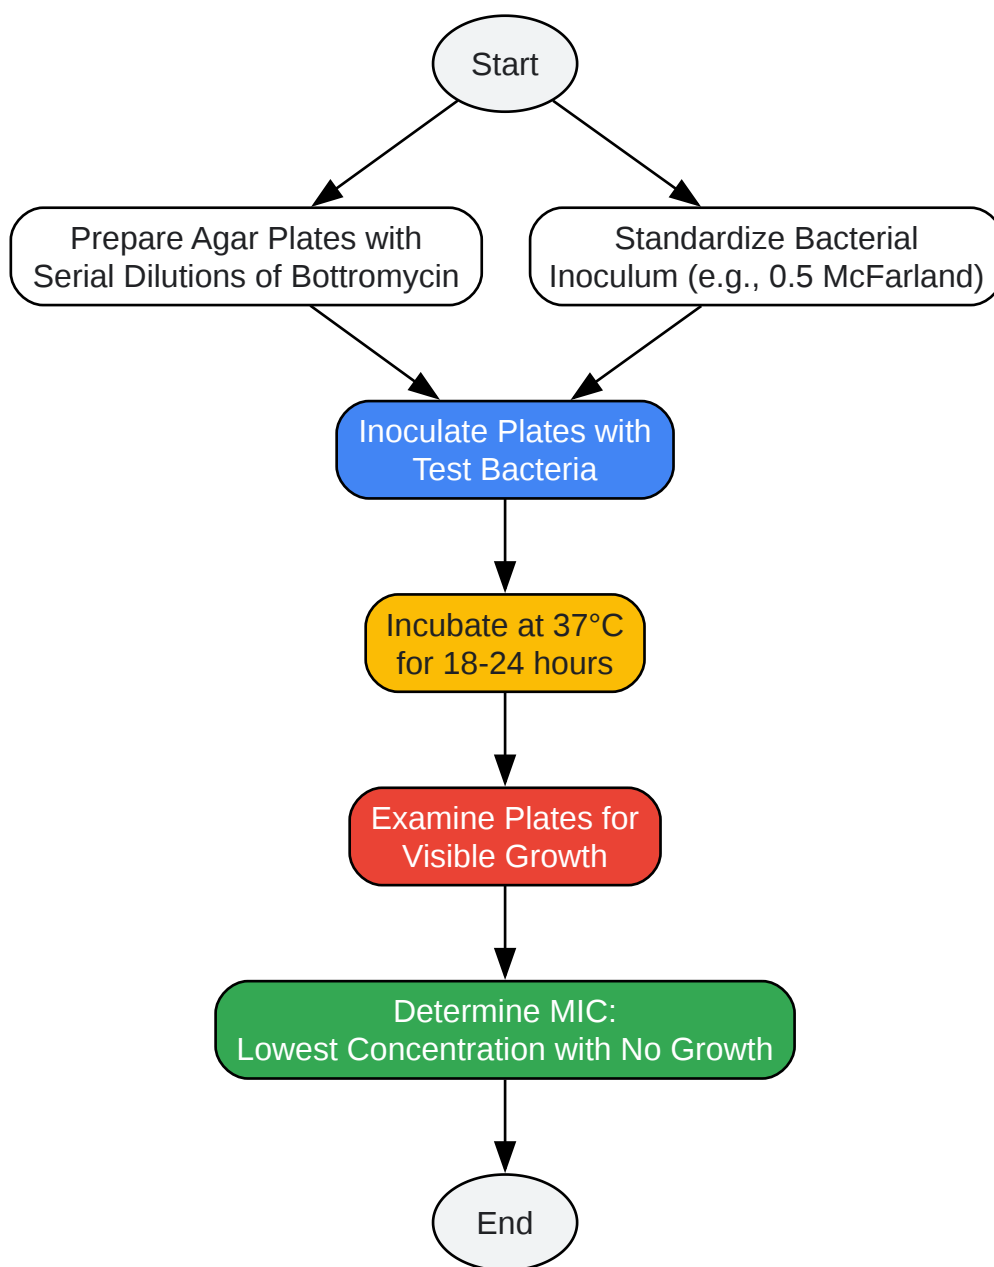 Start
Prepare Agar Plates with
Serial Dilutions of Bottromycin
Standardize Bacterial
Inoculum (e.g., 0.5 McFarland)
Inoculate Plates with
Test Bacteria
Incubate at 37°C
for 18-24 hours
Examine Plates for
Visible Growth
Determine MIC:
Lowest Concentration with No Growth
End